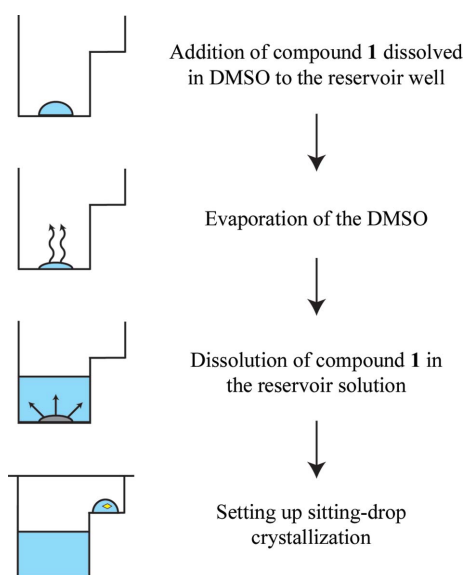 Addition of compound 1 dissolved
in DMSO to the reservoir well
Evaporation of the DMSO
Dissolution of compound 1 in
the reservoir solution
Setting up sitting-drop
crystallization